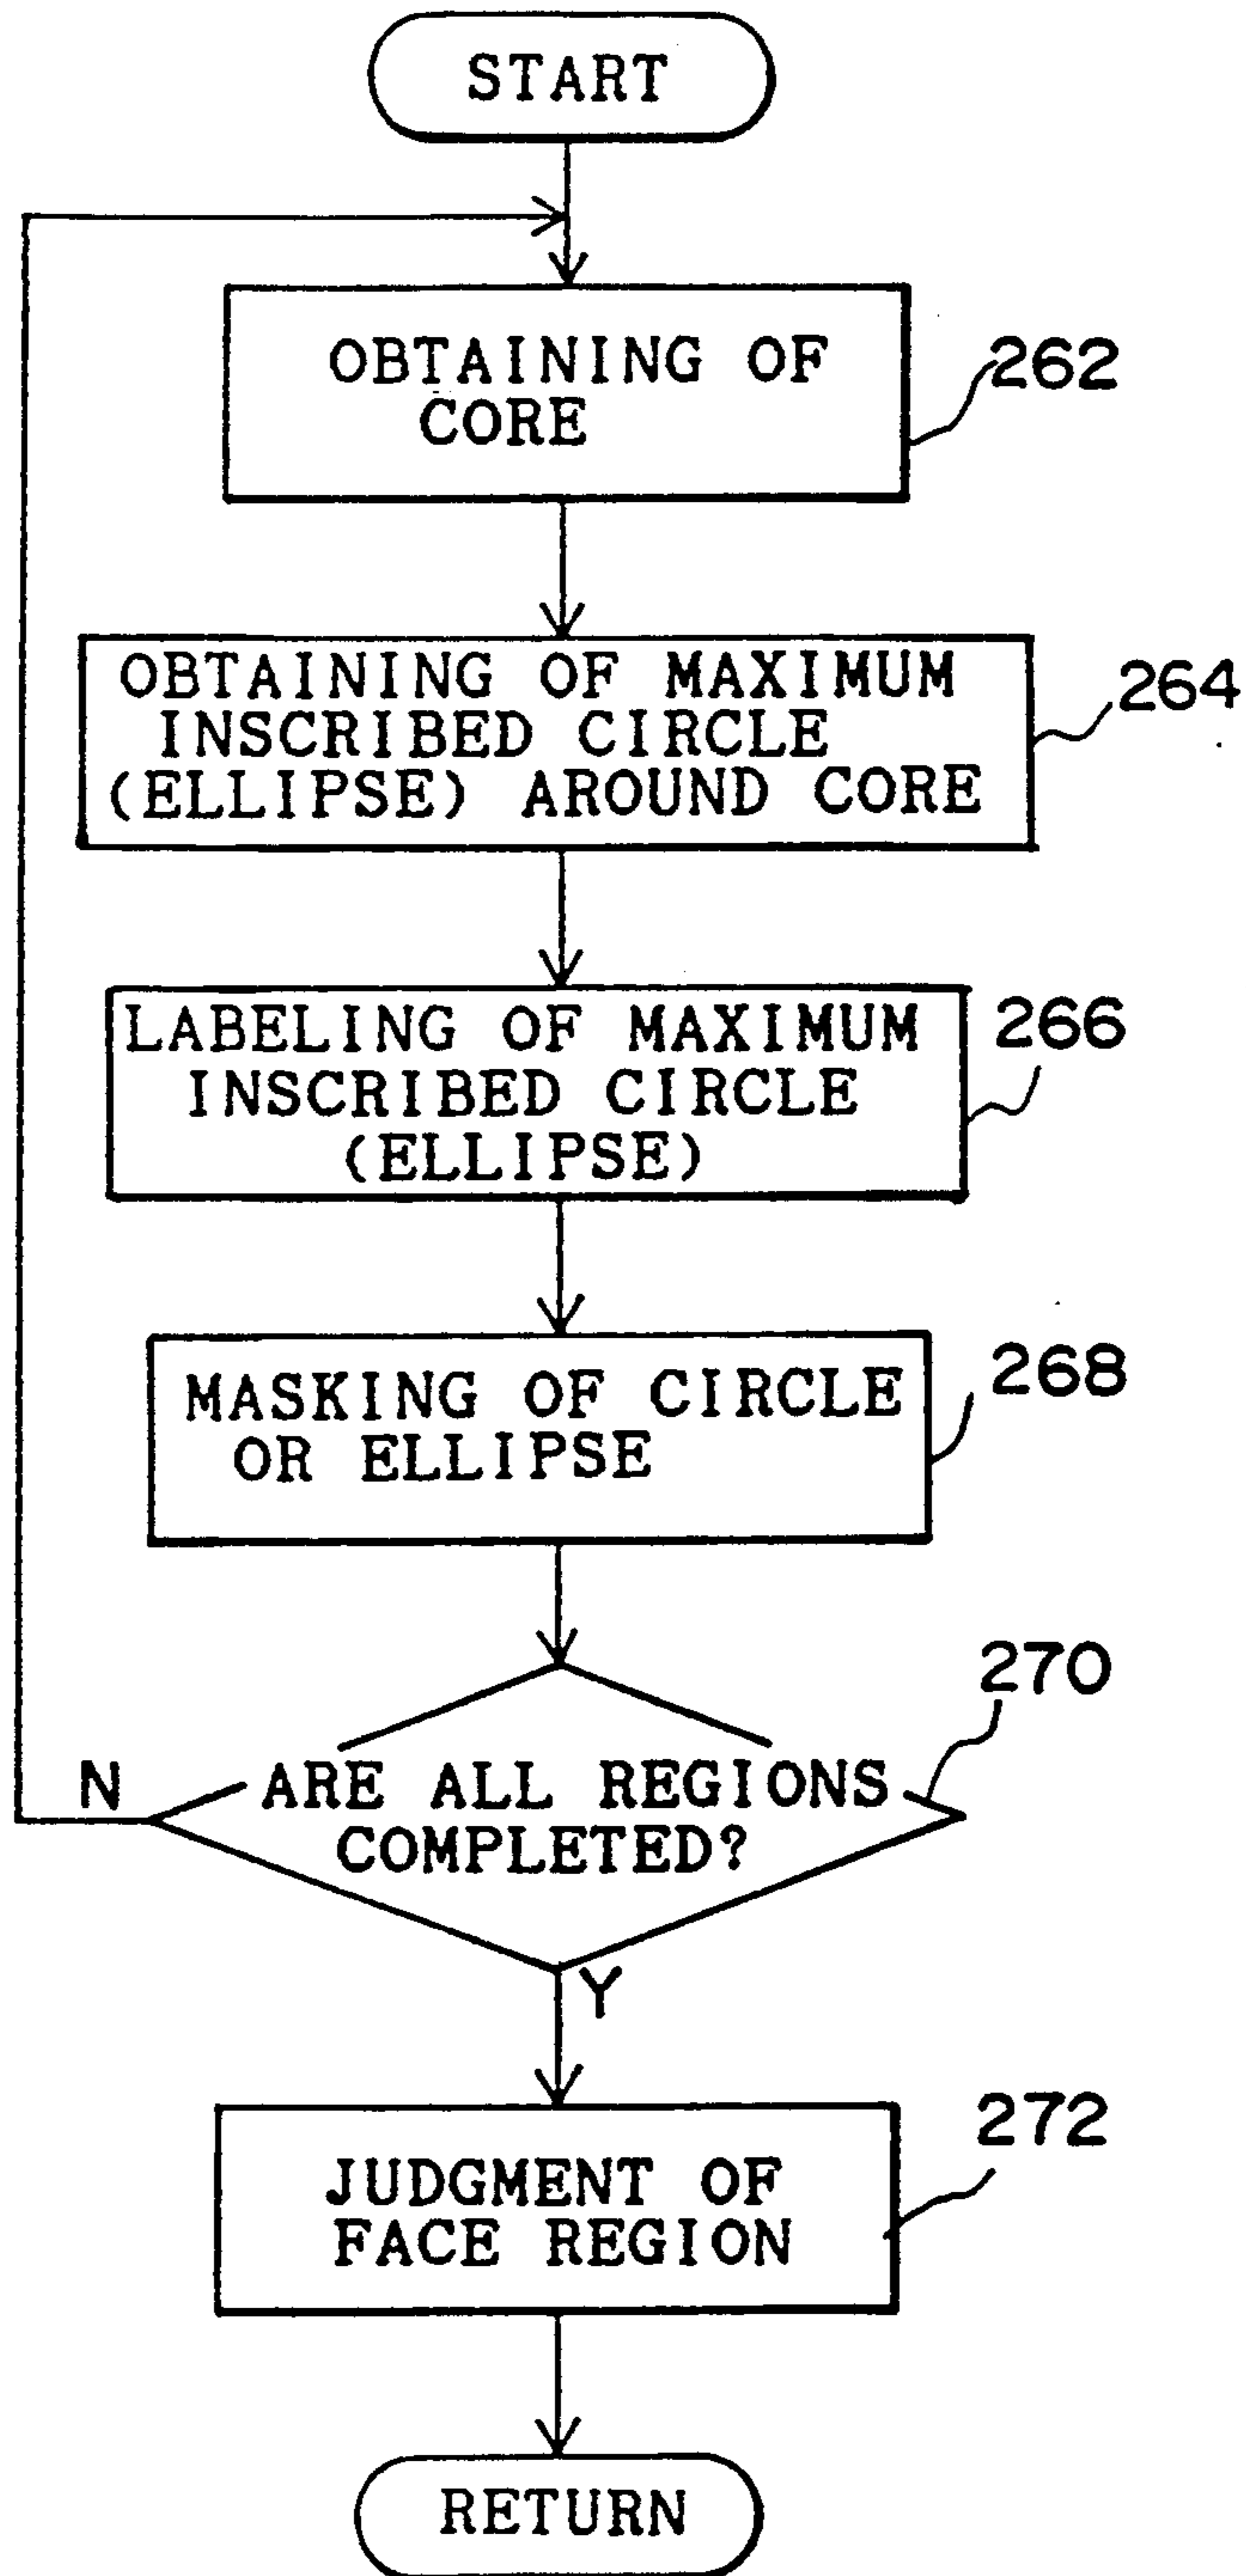 START
OBTAINING OF
CORE
262
OBTAINING OF MAXIMUM
INSCRIBED CIRCLE
(ELLIPSE) AROUND CORE
264
LABELING OF MAXIMUM
INSCRIBED CIRCLE
(ELLIPSE)
266
MASKING OF CIRCLE
OR ELLIPSE
268
270
N
ARE ALL REGIONS
COMPLETED?
Y
JUDGMENT OF
FACE REGION
272
RETURN